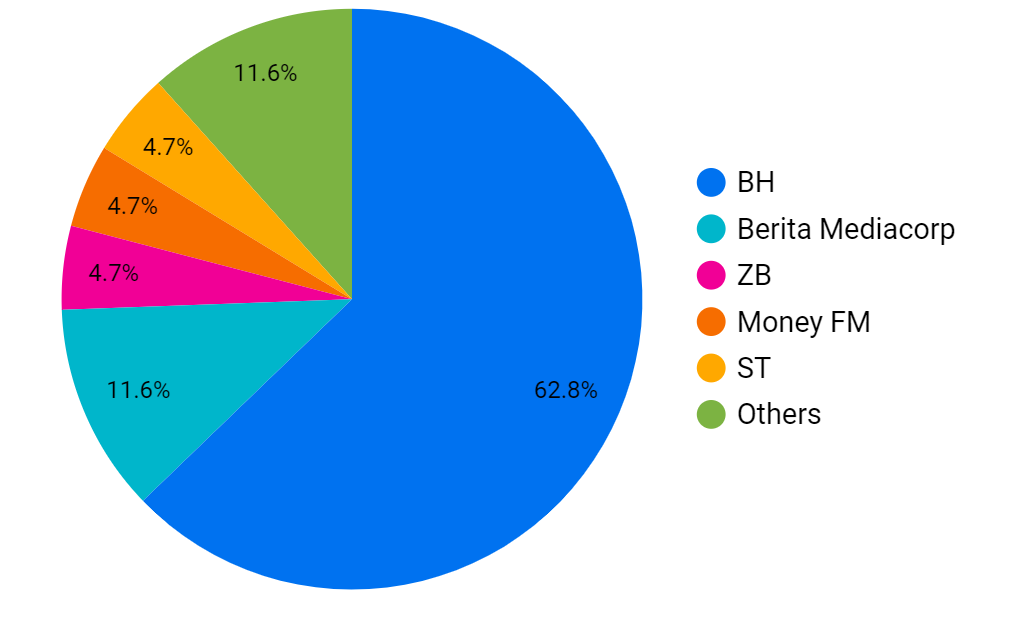 11.6%
4.7%
4.7%
4.7%
11.6%
62.8%
BH
Berita Mediacorp
ZB
Money FM
ST
Others